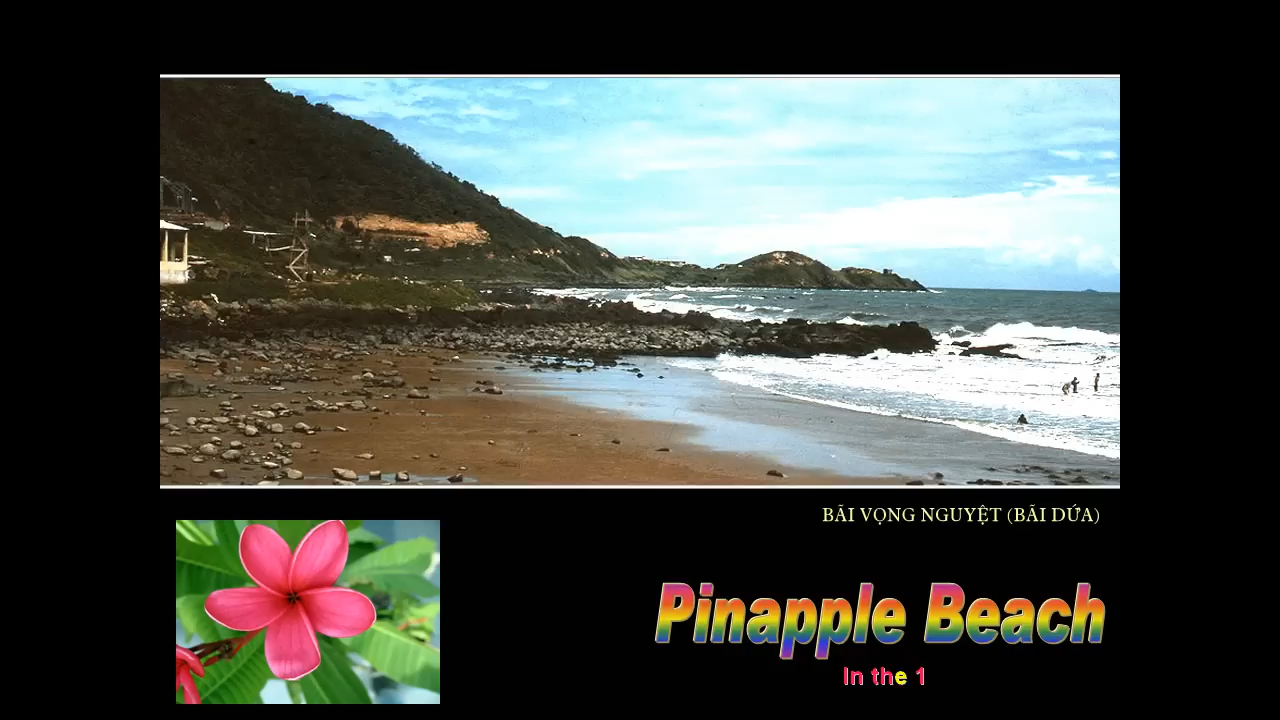 BÃI VỌNG NGUYỆT (BÃI DỨA)
Pinapple Beach
In the 1